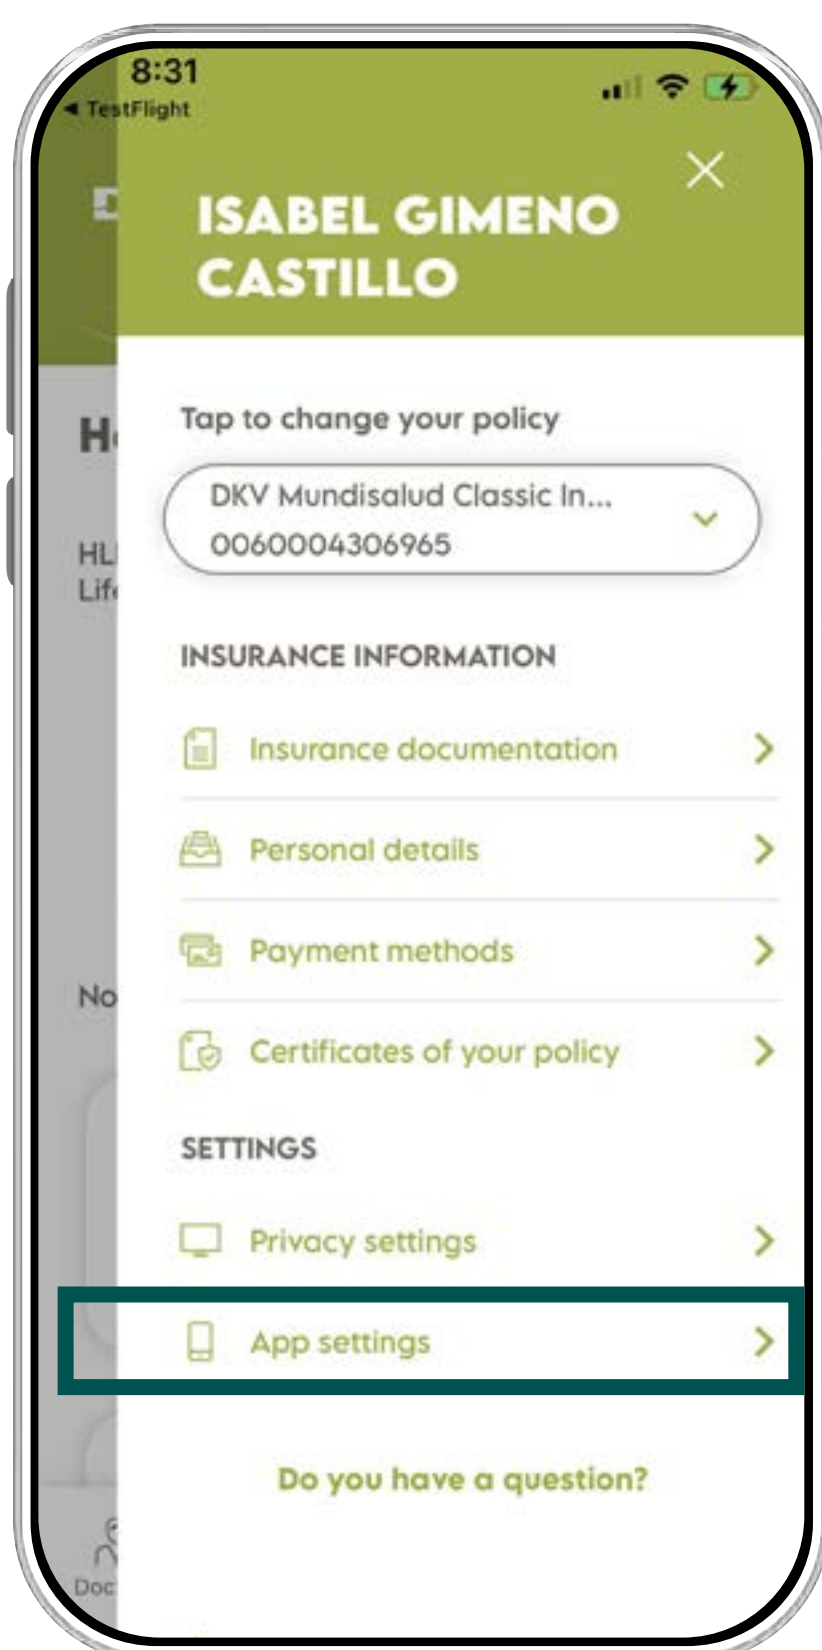 8:31
◀ TestFlight
ISABEL GIMENO
CASTILLO
Tap to change your policy
DKV Mundisalud Classic In...
0060004306965
INSURANCE INFORMATION
Insurance documentation
Personal details
Payment methods
Certificates of your policy
SETTINGS
Privacy settings
App settings
Do you have a question?